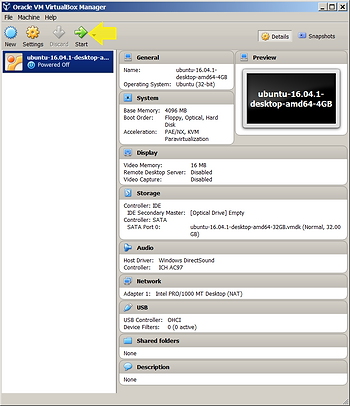 Oracle VM VirtualBox Manager
File Machine Help
New Settings Discard Start
Details Snapshots
ubuntu-16.04.1-desktop-a...
Powered Off
General
Name: ubuntu-16.04.1-
desktop-amd64-4GB
Operating System: Ubuntu (32-bit)
Preview
ubuntu-16.04.1-
desktop-amd64-4GB
System
Base Memory: 4096 MB
Boot Order: Floppy, Optical, Hard
Disk
Acceleration: PAE/NX, KVM
Paravirtualization
Display
Video Memory: 16 MB
Remote Desktop Server: Disabled
Video Capture: Disabled
Storage
Controller: IDE
IDE Secondary Master: [Optical Drive] Empty
Controller: SATA
SATA Port 0: ubuntu-16.04.1-desktop-amd64-32GB.vmdk (Normal, 32.00
GB)
Audio
Host Driver: Windows DirectSound
Controller: ICH AC97
Network
Adapter 1: Intel PRO/1000 MT Desktop (NAT)
USB
USB Controller: OHCI
Device Filters: 0 (0 active)
Shared folders
None
Description
None